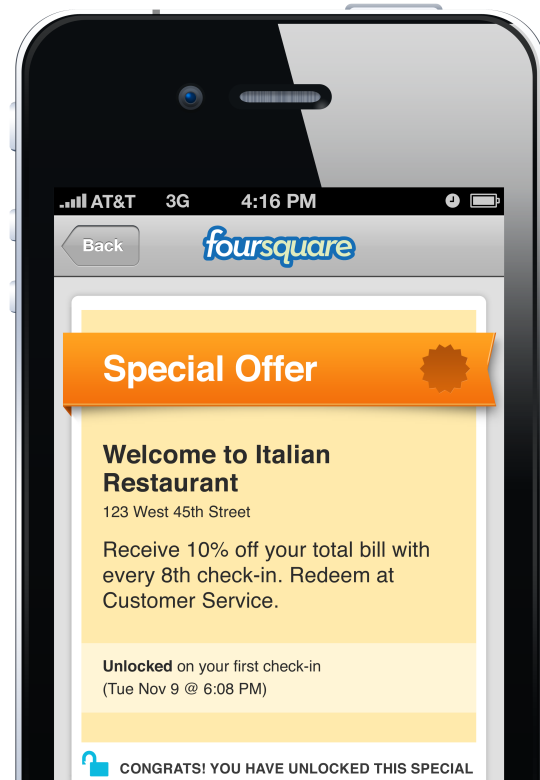 AT&T 3G 4:16 PM
Back foursquare
Special Offer
Welcome to Italian
Restaurant
123 West 45th Street
Receive 10% off your total bill with
every 8th check-in. Redeem at
Customer Service.
Unlocked on your first check-in
(Tue Nov 9 @ 6:08 PM)
CONGRATS! YOU HAVE UNLOCKED THIS SPECIAL